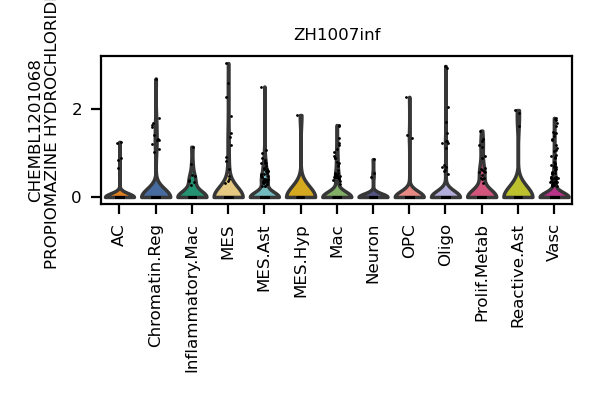 ZH1007inf
CHEMBL1201068
PROPIOMAZINE HYDROCHLORID
2
0
AC
Chromatin.Reg
Inflammatory.Mac
MES
MES.Ast
MES.Hyp
Mac
Neuron
OPC
Oligo
Prolif.Metab
Reactive.Ast
Vasc